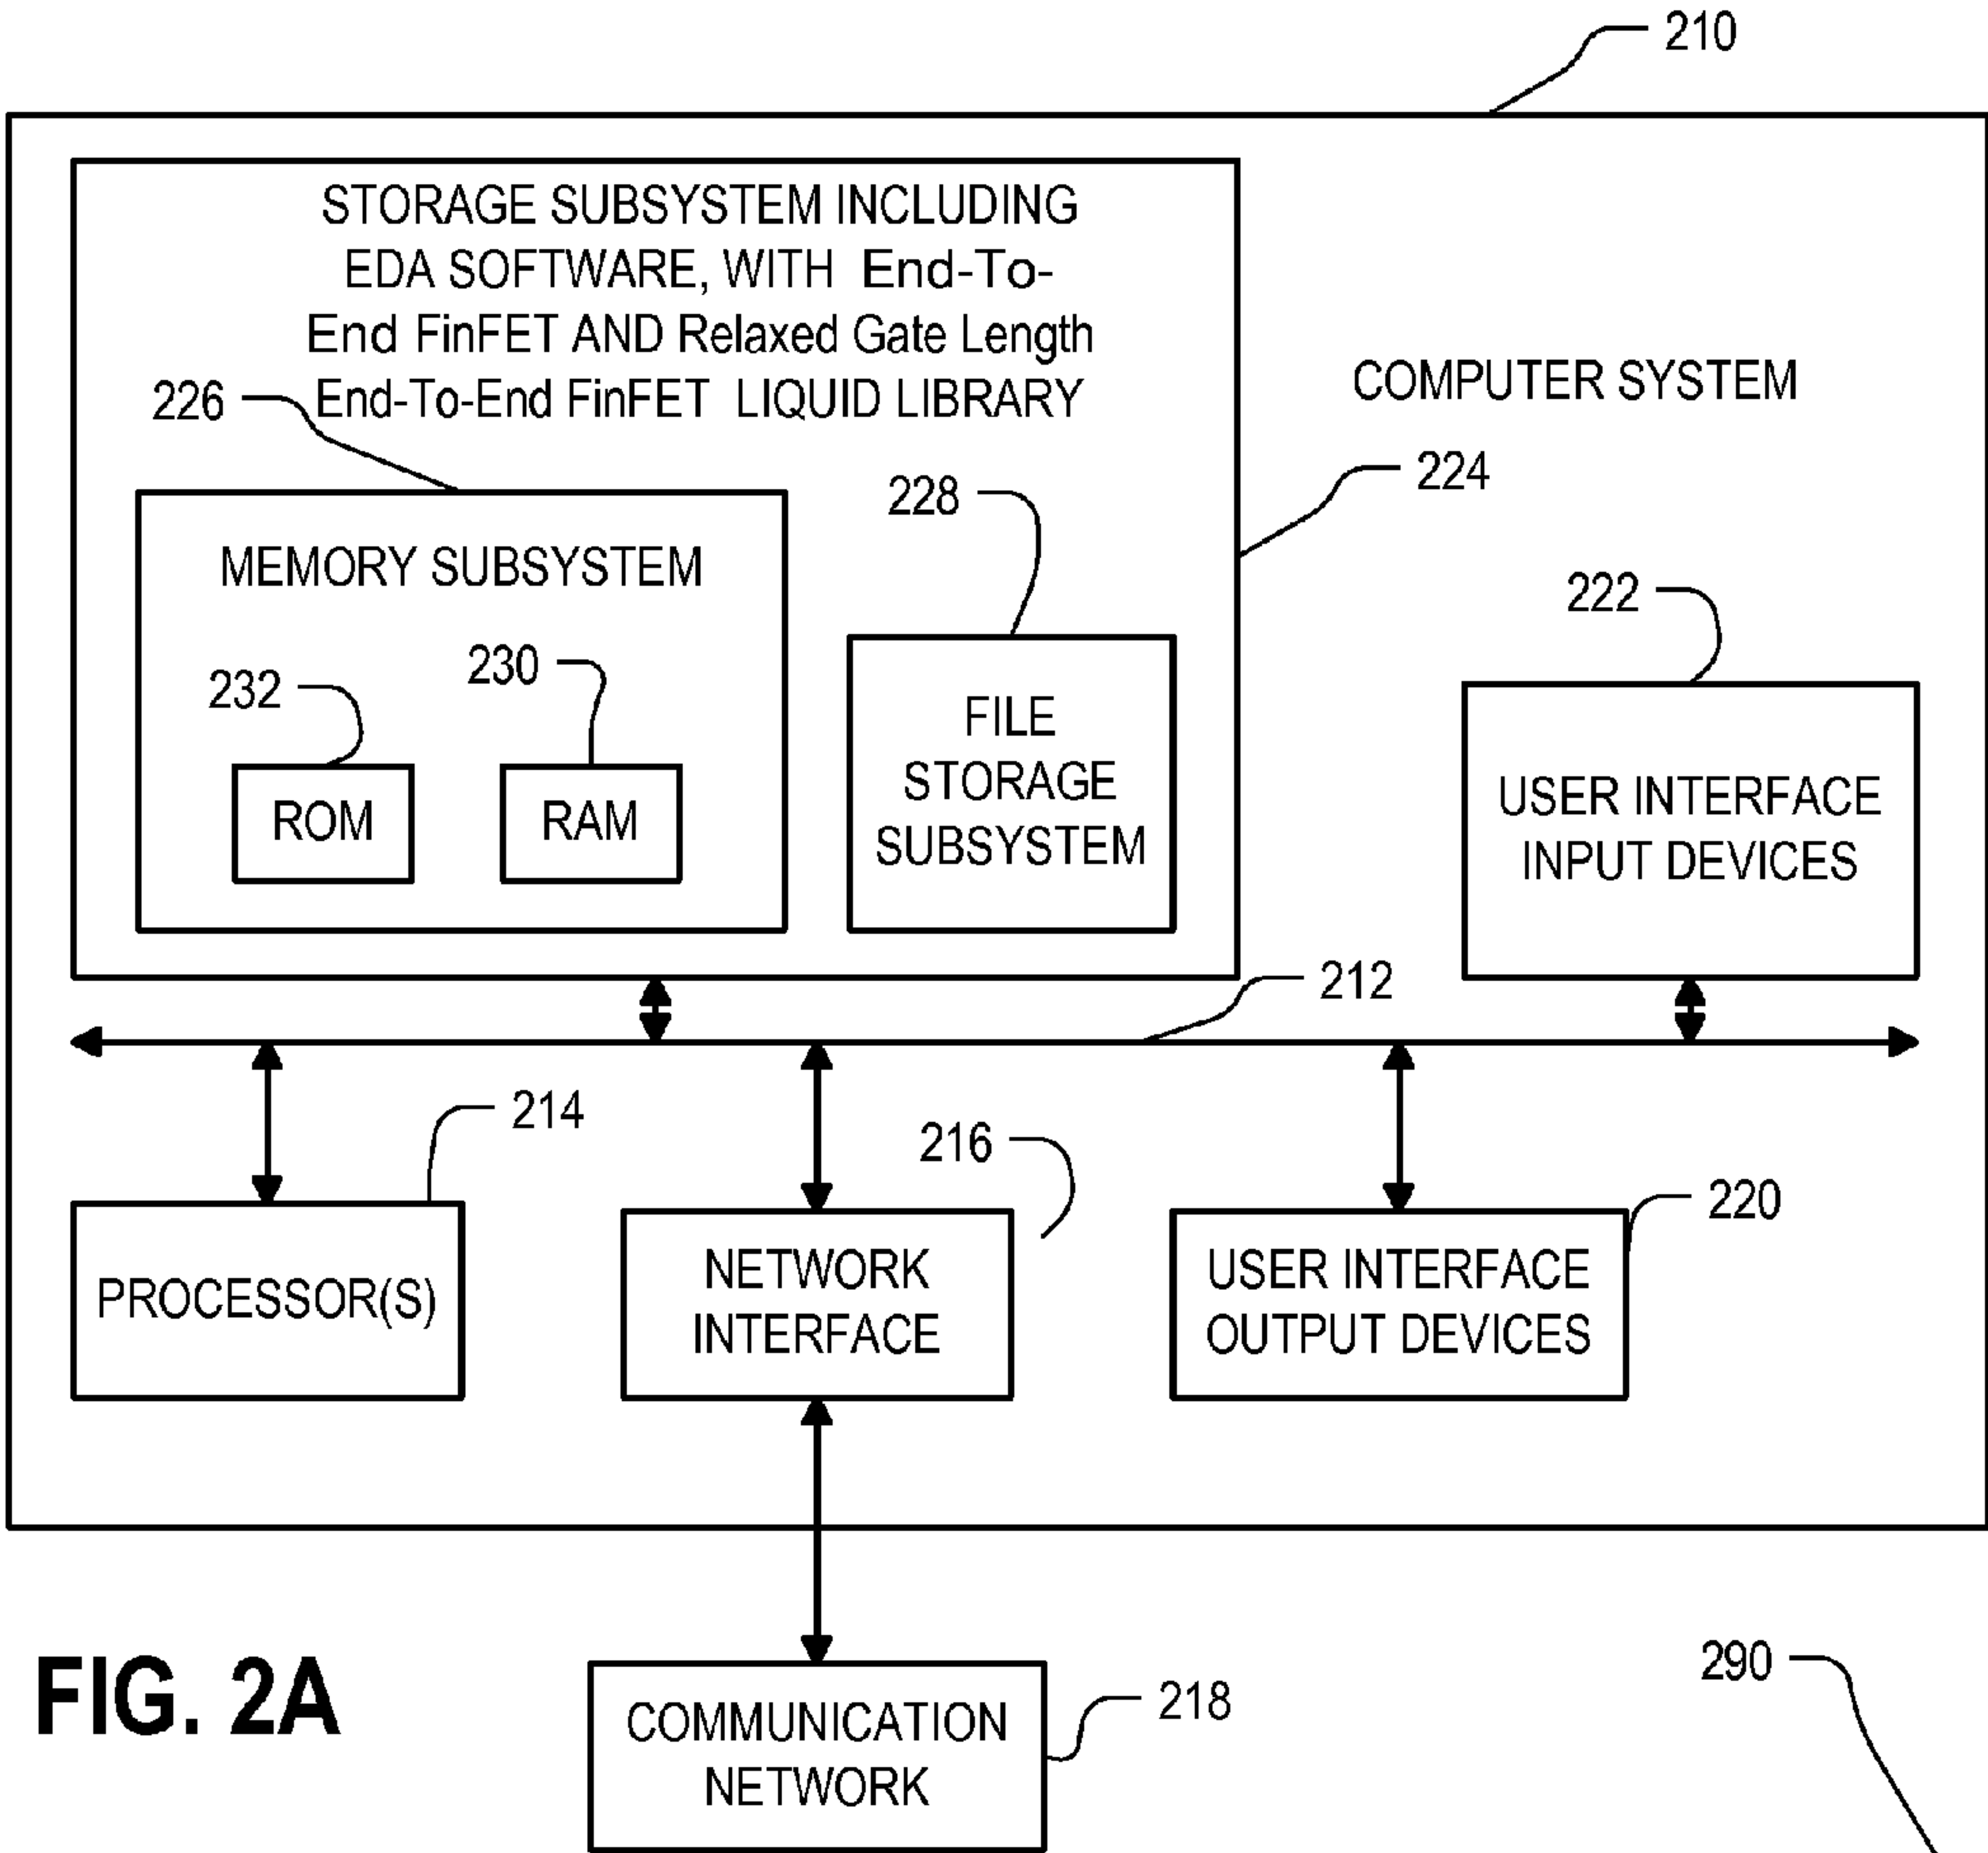 210
STORAGE SUBSYSTEM INCLUDING
EDA SOFTWARE, WITH End-To-
End FinFET AND Relaxed Gate Length
End-To-End FinFET LIQUID LIBRARY
226
COMPUTER SYSTEM
224
228
MEMORY SUBSYSTEM
222
232
230
FILE
STORAGE
SUBSYSTEM
ROM
RAM
USER INTERFACE
INPUT DEVICES
212
214
216
220
PROCESSOR(S)
NETWORK
INTERFACE
USER INTERFACE
OUTPUT DEVICES
FIG. 2A
290
218
COMMUNICATION
NETWORK